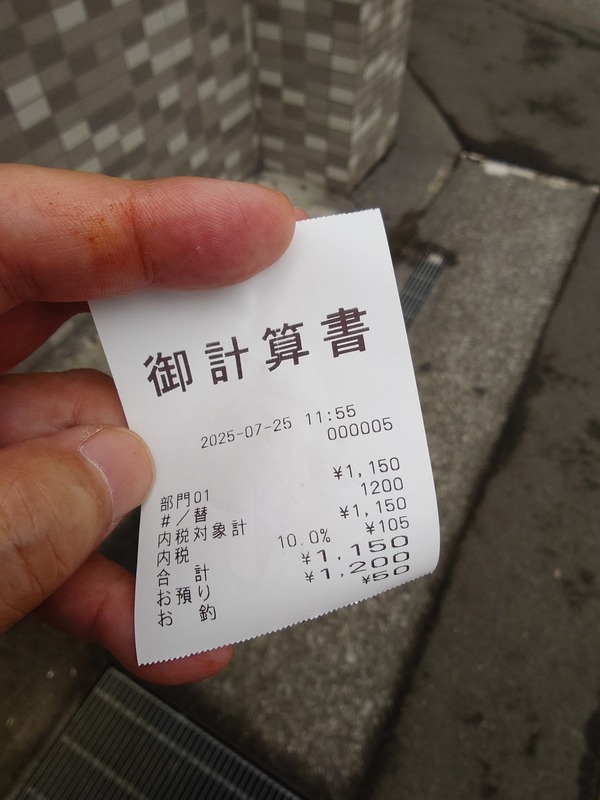 御計算書
2025-07-25 11:55
000005
部門01 ¥1,150
#/替 1200
内税対象計 ¥1,150
内税 10.0% ¥105
合 計 ¥1,150
お預り ¥1,200
お 釣 ¥50